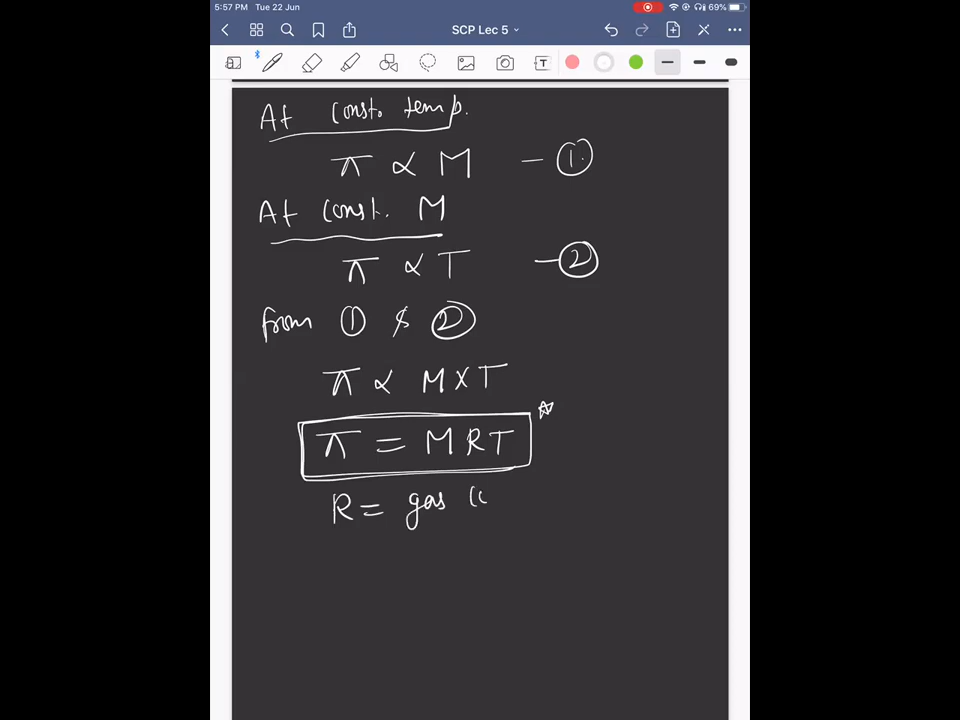 5:57 PM Tue 22 Jun 69%
SCP Lec 5
At const. temp.
π ∝ M — ①
At const. M
π ∝ T — ②
from ① & ②
π ∝ M X T
π = MRT
R = gas